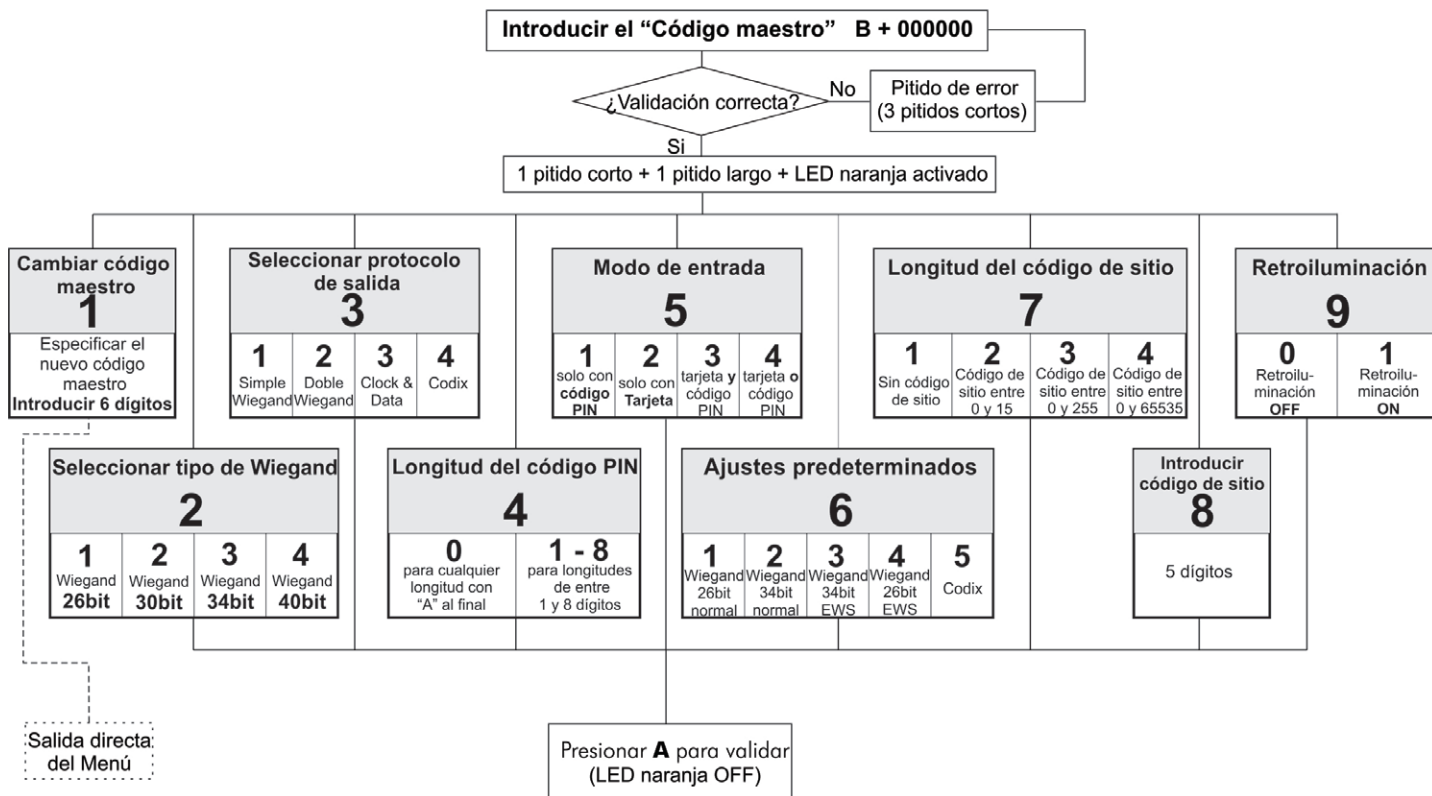 Introducir el “Código maestro” B + 000000
¿Validación correcta?
No
Pitido de error
(3 pitidos cortos)
Si
1 pitido corto + 1 pitido largo + LED naranja activado
Cambiar código
maestro
1
Especificar el
nuevo código
maestro
Introducir 6 dígitos
Seleccionar protocolo
de salida
3
1
Simple
Wiegand
2
Doble
Wiegand
3
Clock &
Data
4
Codix
Modo de entrada
5
1
solo con
código
PIN
2
solo con
Tarjeta
3
tarjeta y
código
PIN
4
tarjeta o
código
PIN
Longitud del código de sitio
7
1
Sin código
de sitio
2
Código de
sitio entre
0 y 15
3
Código de
sitio entre
0 y 255
4
Código de
sitio entre
0 y 65535
Retroiluminación
9
0
Retroilu-
minación
OFF
1
Retroilu-
minación
ON
Seleccionar tipo de Wiegand
2
1
Wiegand
26bit
2
Wiegand
30bit
3
Wiegand
34bit
4
Wiegand
40bit
Longitud del código PIN
4
0
para cualquier
longitud con
“A” al final
1 - 8
para longitudes
de entre
1 y 8 dígitos
Ajustes predeterminados
6
1
Wiegand
26bit
normal
2
Wiegand
34bit
normal
3
Wiegand
34bit
EWS
4
Wiegand
26bit
EWS
5
Codix
Introducir
código de sitio
8
5 dígitos
Salida directa
del Menú
Presionar A para validar
(LED naranja OFF)